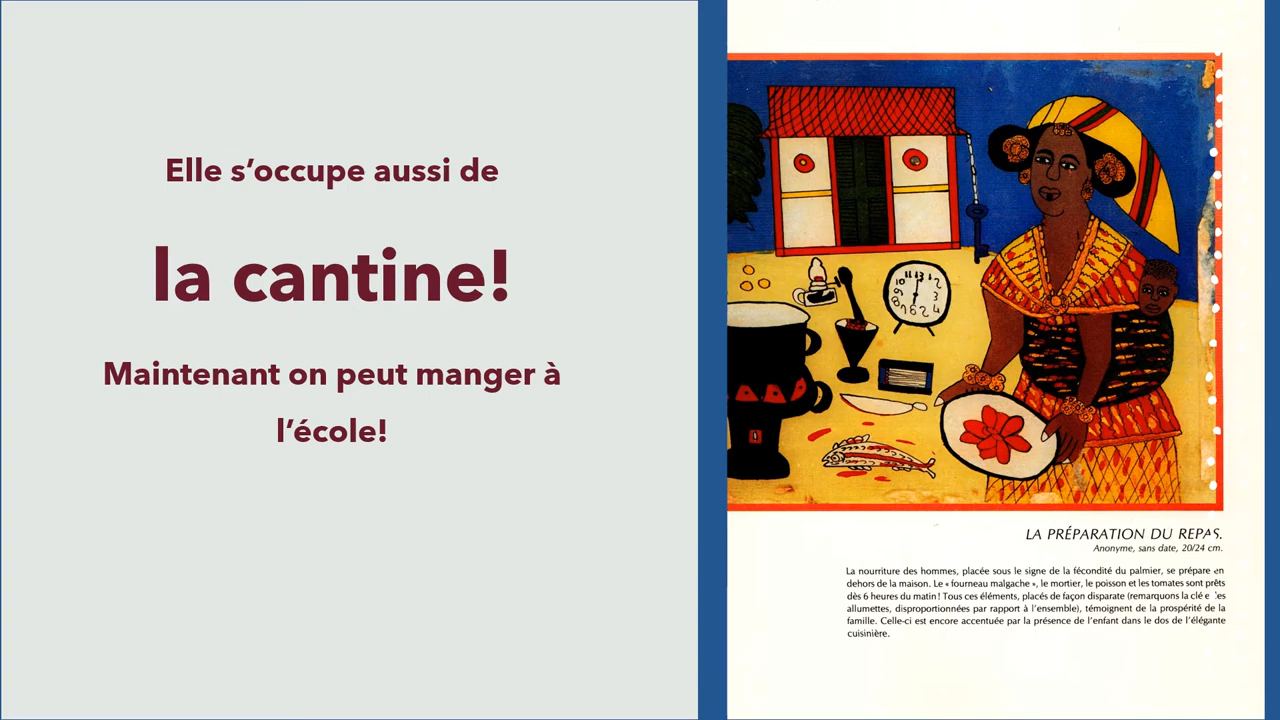 Elle s’occupe aussi de
la cantine!
Maintenant on peut manger à
l’école!
LA PRÉPARATION DU REPAS.
Anonyme, sans date, 20/24 cm.
La nourriture des hommes, placée sous le signe de la fécondité du palmier, se prépare en
dehors de la maison. Le « fourneau malgache », le mortier, le poisson et les tomates sont prêts
dès 6 heures du matin! Tous ces éléments, placés de façon disparate (remarquons la clé e
allumettes, disproportionnées par rapport à l’ensemble), témoignent de la prospérité de la
famille. Celle-ci est encore accentuée par la présence de l’enfant dans le dos de l’élégante
cuisinière.